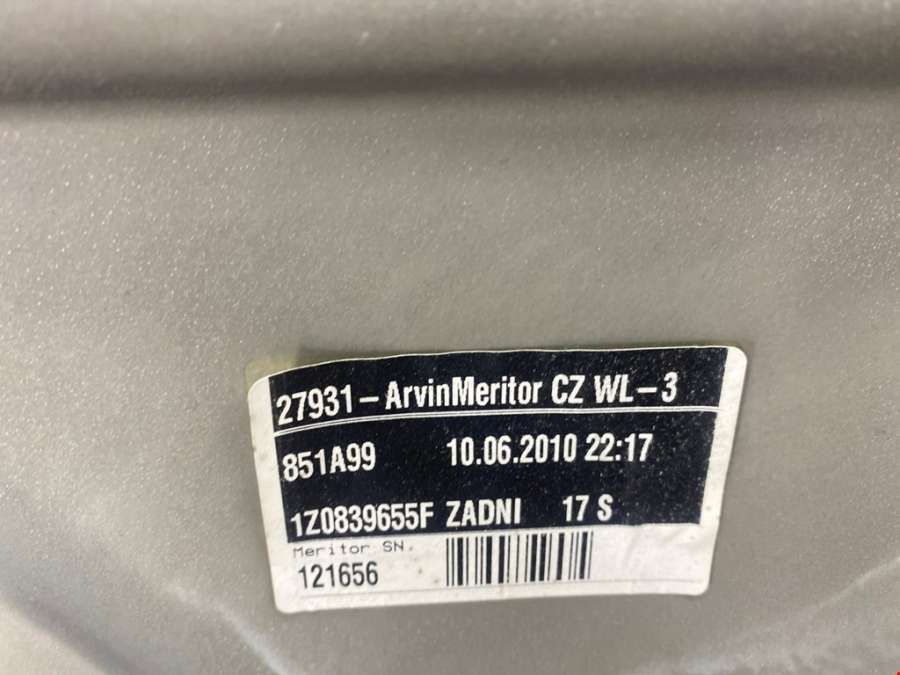 27931-ArvinMeritor CZ WL-3
851A99 10.06.2010 22:17
1Z0839655F ZADNI 17 S
Meritor SN.
121656